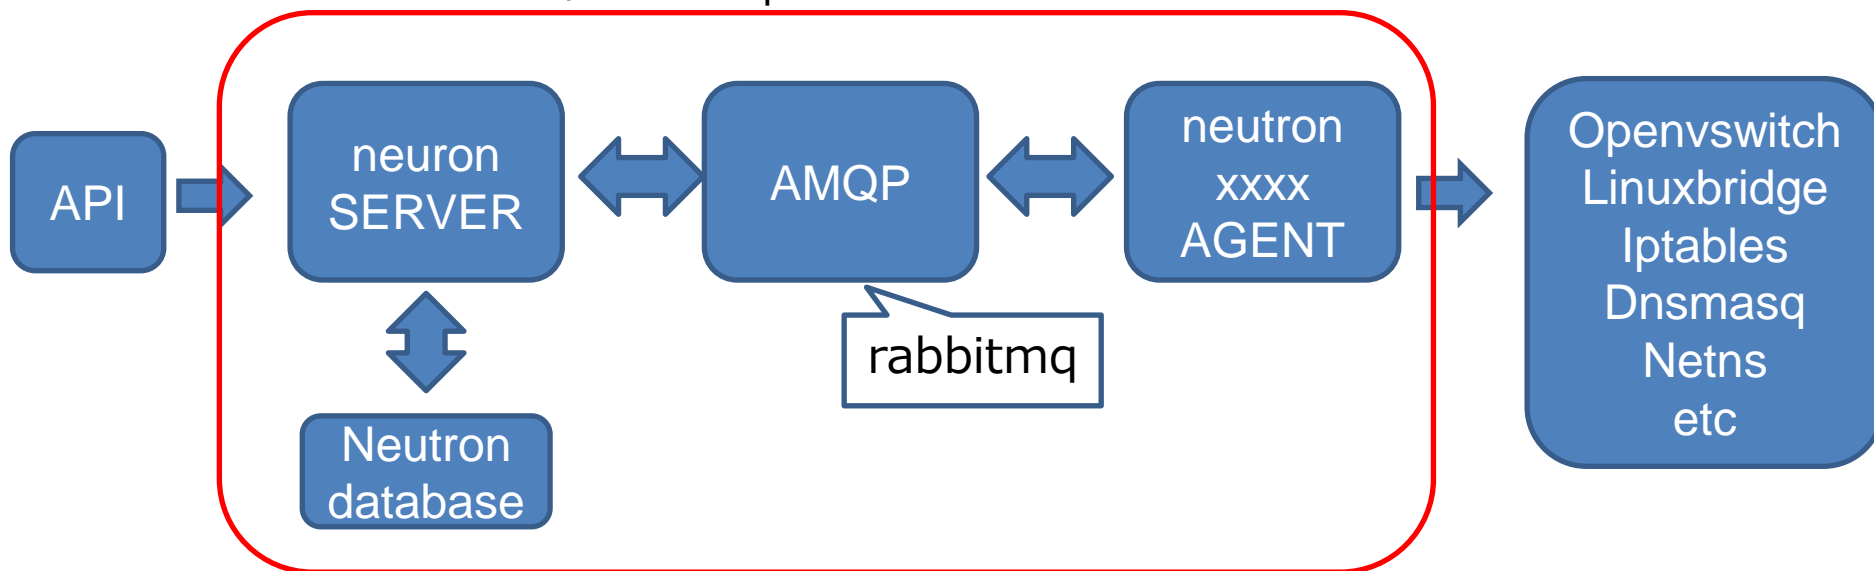 API
neuron
SERVER
AMQP
neutron
xxxx
AGENT
Openvswitch
Linuxbridge
Iptables
Dnsmasq
Netns
etc
rabbitmq
Neutron
database